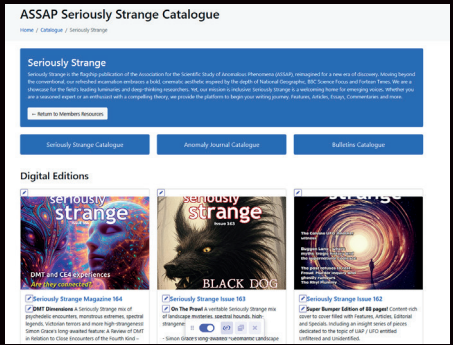 ASSAP Seriously Strange Catalogue
Home / Catalogue / Seriously Strange
Seriously Strange
Seriously Strange is the flagship publication of the Association for the Scientific Study of Anomalous Phenomena (ASSAP), reimagined for a new era of discovery. Moving beyond
the conventional, our refreshed incarnation embraces a bold, cinematic aesthetic inspired by the depth of National Geographic, BBC Science Focus and Fortean Times. We are a
showcase for the field's leading luminaries and deep-thinking researchers. Yet, our mission is inclusive Seriously Strange is a welcoming home for emerging voices. Whether you
are a seasoned expert or an enthusiast with a compelling theory, we provide the platform to begin your writing journey. Features, Articles, Essays, Commentaries and more.
← Return to Members Resources
Seriously Strange Catalogue
Anomaly Journal Catalogue
Bulletins Catalogue
Digital Editions
seriously
strange
DMT and CE4 experiences
Are they connected?
seriously
strange
Issue 163
BLACK DOG
strange
Seriously Strange Magazine 164
DMT Dimensions A Seriously Strange mix of
psychedelic encounters, monstrous extremes, spectral
legends, Victorian terrors and more high-strangeness!
Simon Grace's long-awaited feature: A Review of DMT
in Relation to Close Encounters of the Fourth Kind –
Seriously Strange Issue 163
On The Prowl A veritable Seriously Strange mix
of landscape mysteries, spectral hounds, high-
strangene
- Simon Grace's long-awaited "Geomantic Landscape
Seriously Strange Issue 162
Super Bumper Edition of 88 pages! Content-rich
cover to cover filled with Features, Articles, Editorial
and Specials. Including an insight series of pieces
dedicated to the topic of UAP / UFO entitled
Unfiltered and Unidentified.